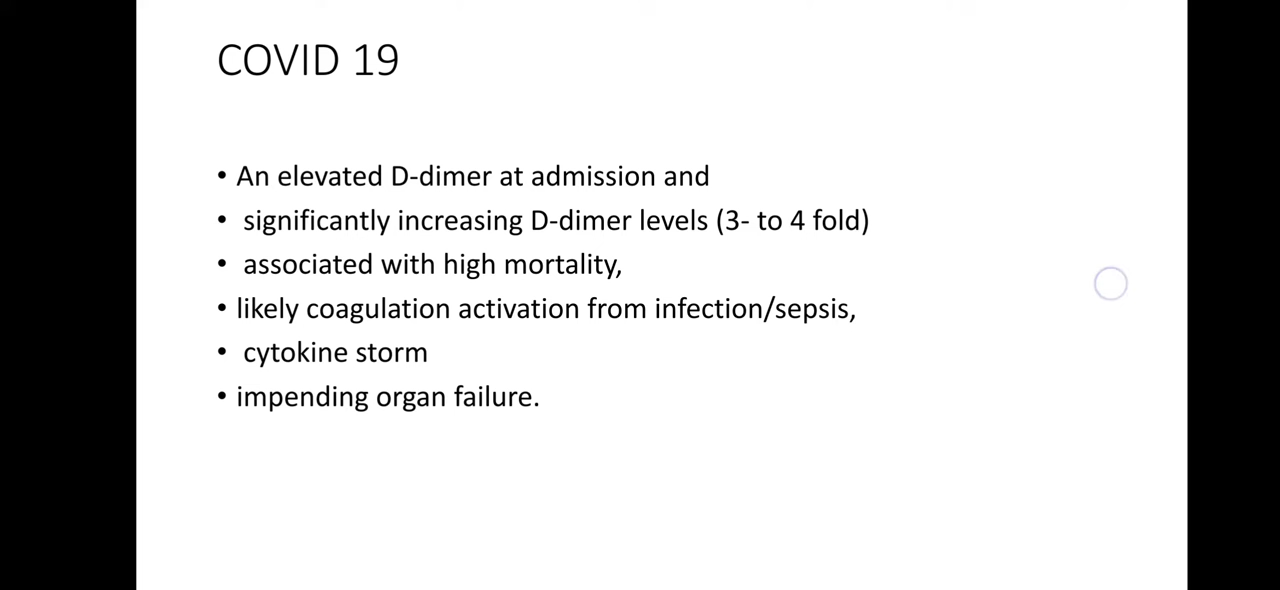 COVID 19
• An elevated D-dimer at admission and
• significantly increasing D-dimer levels (3- to 4 fold)
• associated with high mortality,
• likely coagulation activation from infection/sepsis,
• cytokine storm
• impending organ failure.